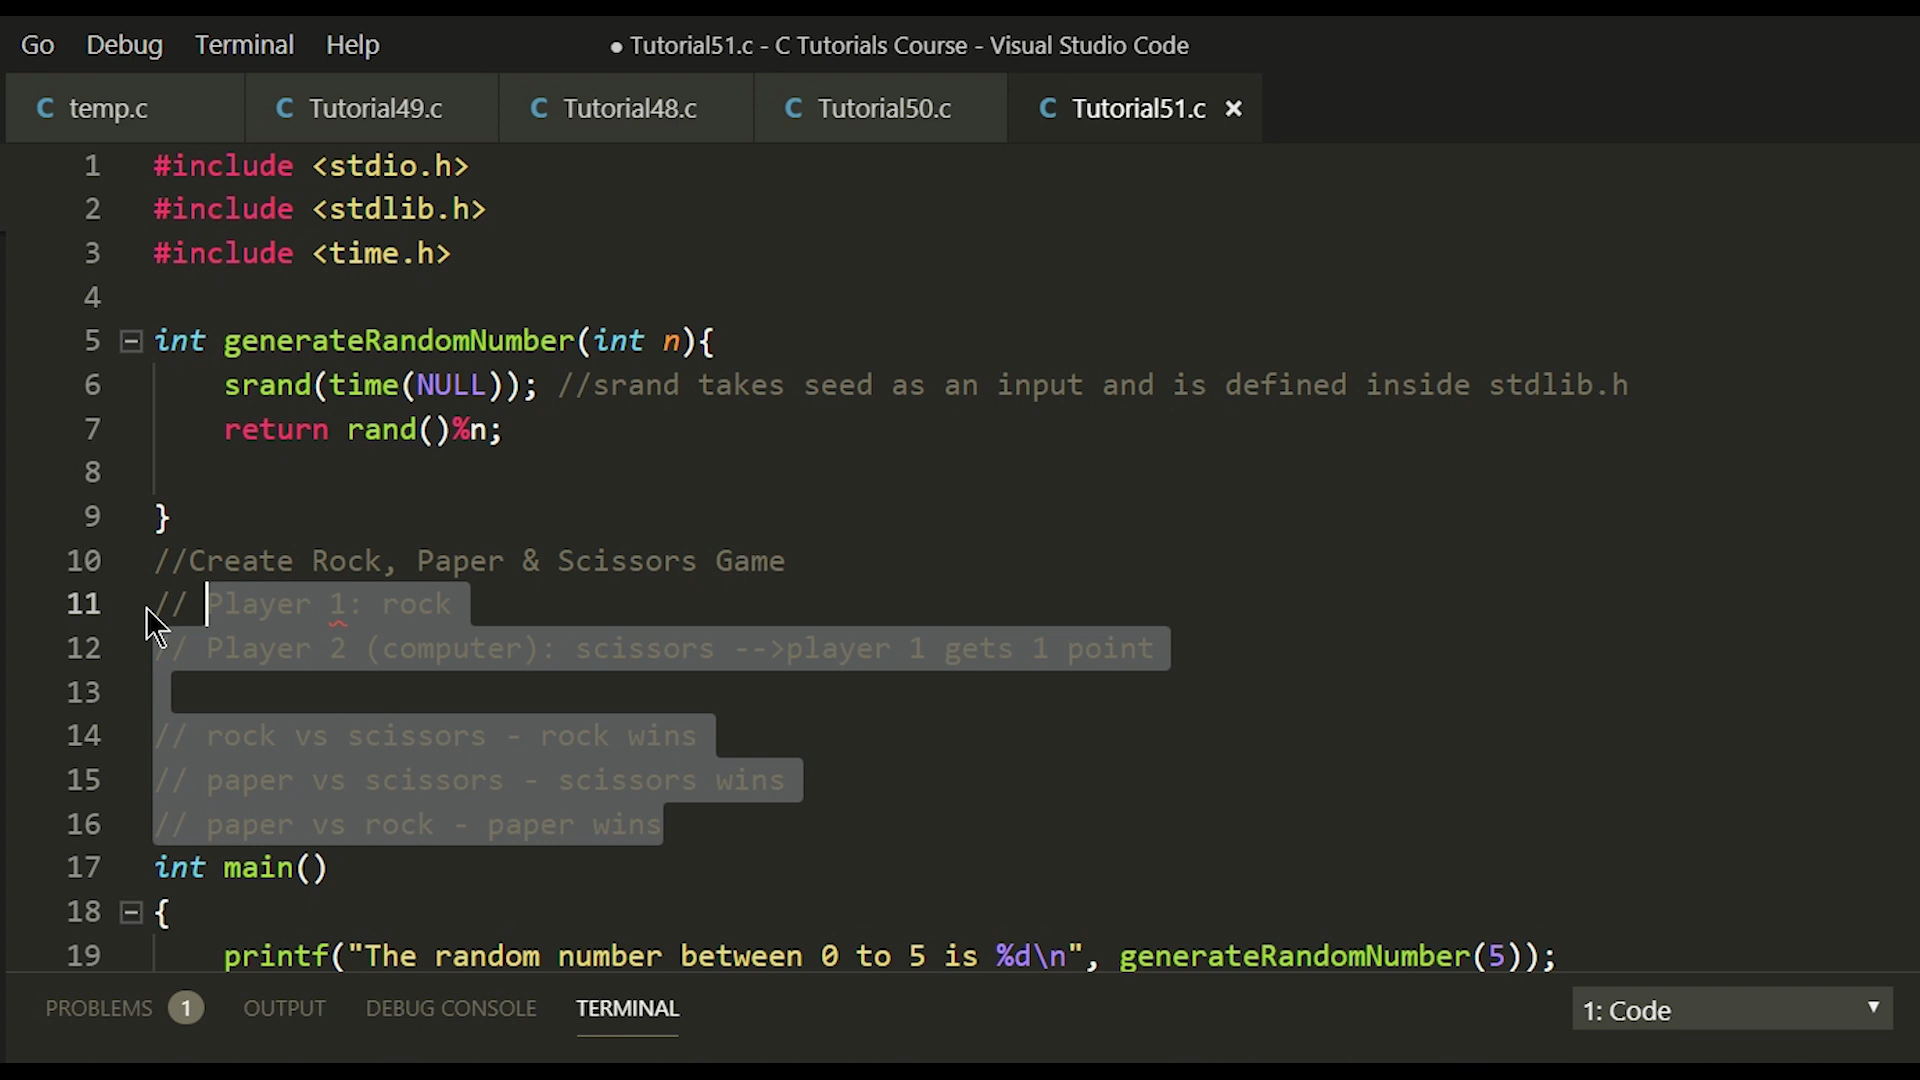 Go Debug Terminal Help ● Tutorial51.c - C Tutorials Course - Visual Studio Code
C temp.c C Tutorial49.c C Tutorial48.c C Tutorial50.c C Tutorial51.c ×
1 #include <stdio.h>
2 #include <stdlib.h>
3 #include <time.h>
4
5 int generateRandomNumber(int n){
6 srand(time(NULL)); //srand takes seed as an input and is defined inside stdlib.h
7 return rand()%n;
8
9 }
10 //Create Rock, Paper & Scissors Game
11 // Player 1: rock
12 // Player 2 (computer): scissors -->player 1 gets 1 point
13
14 // rock vs scissors - rock wins
15 // paper vs scissors - scissors wins
16 // paper vs rock - paper wins
17 int main()
18 {
19 printf("The random number between 0 to 5 is %d\n", generateRandomNumber(5));
PROBLEMS 1 OUTPUT DEBUG CONSOLE TERMINAL 1: Code